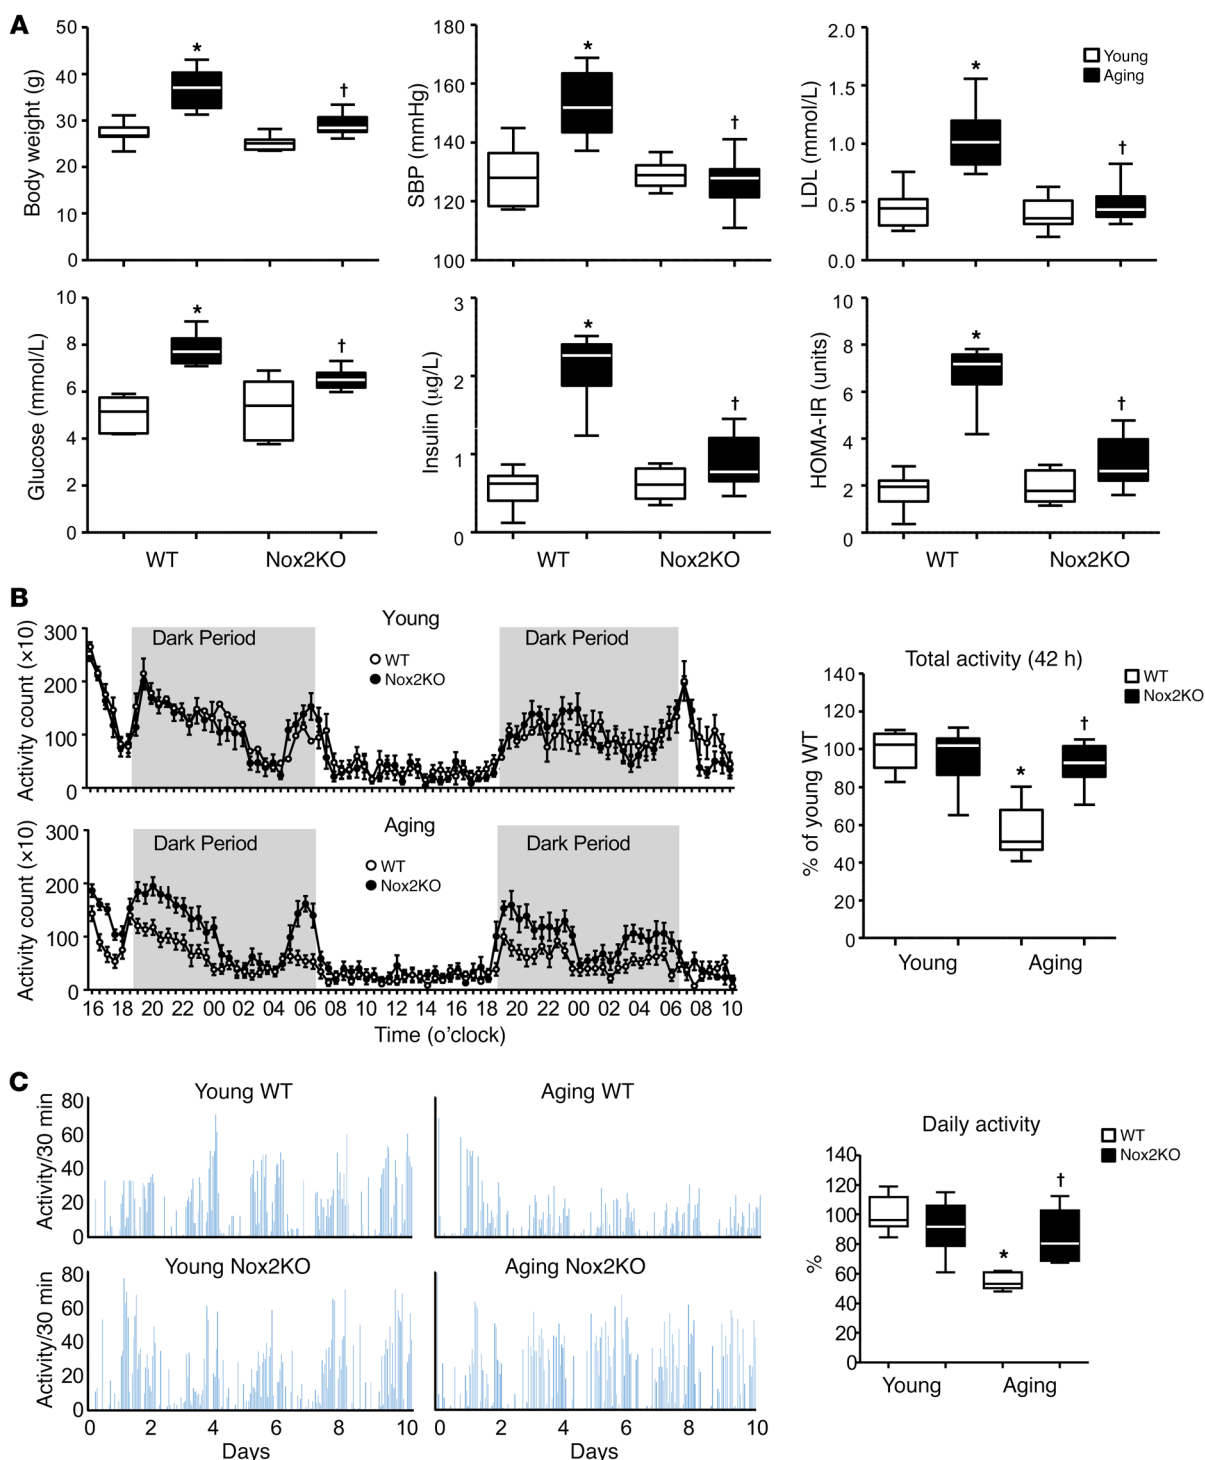 A
Body weight (g)
50
40
30
20
10
0
*
†
SBP (mmHg)
180
160
140
120
100
*
†
LDL (mmol/L)
2.0
1.5
1.0
0.5
0.0
*
†
Young
Aging
Glucose (mmol/L)
10
8
6
4
2
0
*
†
WT
Nox2KO
Insulin (µg/L)
3
2
1
0
*
†
WT
Nox2KO
HOMA-IR (units)
10
8
6
4
2
0
*
†
WT
Nox2KO
B
Activity count (×10)
300
200
100
0
Dark Period
Young
WT
Nox2KO
Dark Period
Activity count (×10)
300
200
100
0
Dark Period
Aging
WT
Nox2KO
Dark Period
16 18 20 22 00 02 04 06 08 10 12 14 16 18 20 22 00 02 04 06 08 10
Time (o’clock)
Total activity (42 h)
WT
Nox2KO
% of young WT
140
120
100
80
60
40
20
0
*
†
Young
Aging
C
Young WT
Activity/30 min
80
60
40
20
0
Aging WT
Young Nox2KO
Activity/30 min
80
60
40
20
0
0 2 4 6 8 10
Days
Aging Nox2KO
0 2 4 6 8 10
Days
Daily activity
WT
Nox2KO
%
140
120
100
80
60
40
20
0
*
†
Young
Aging